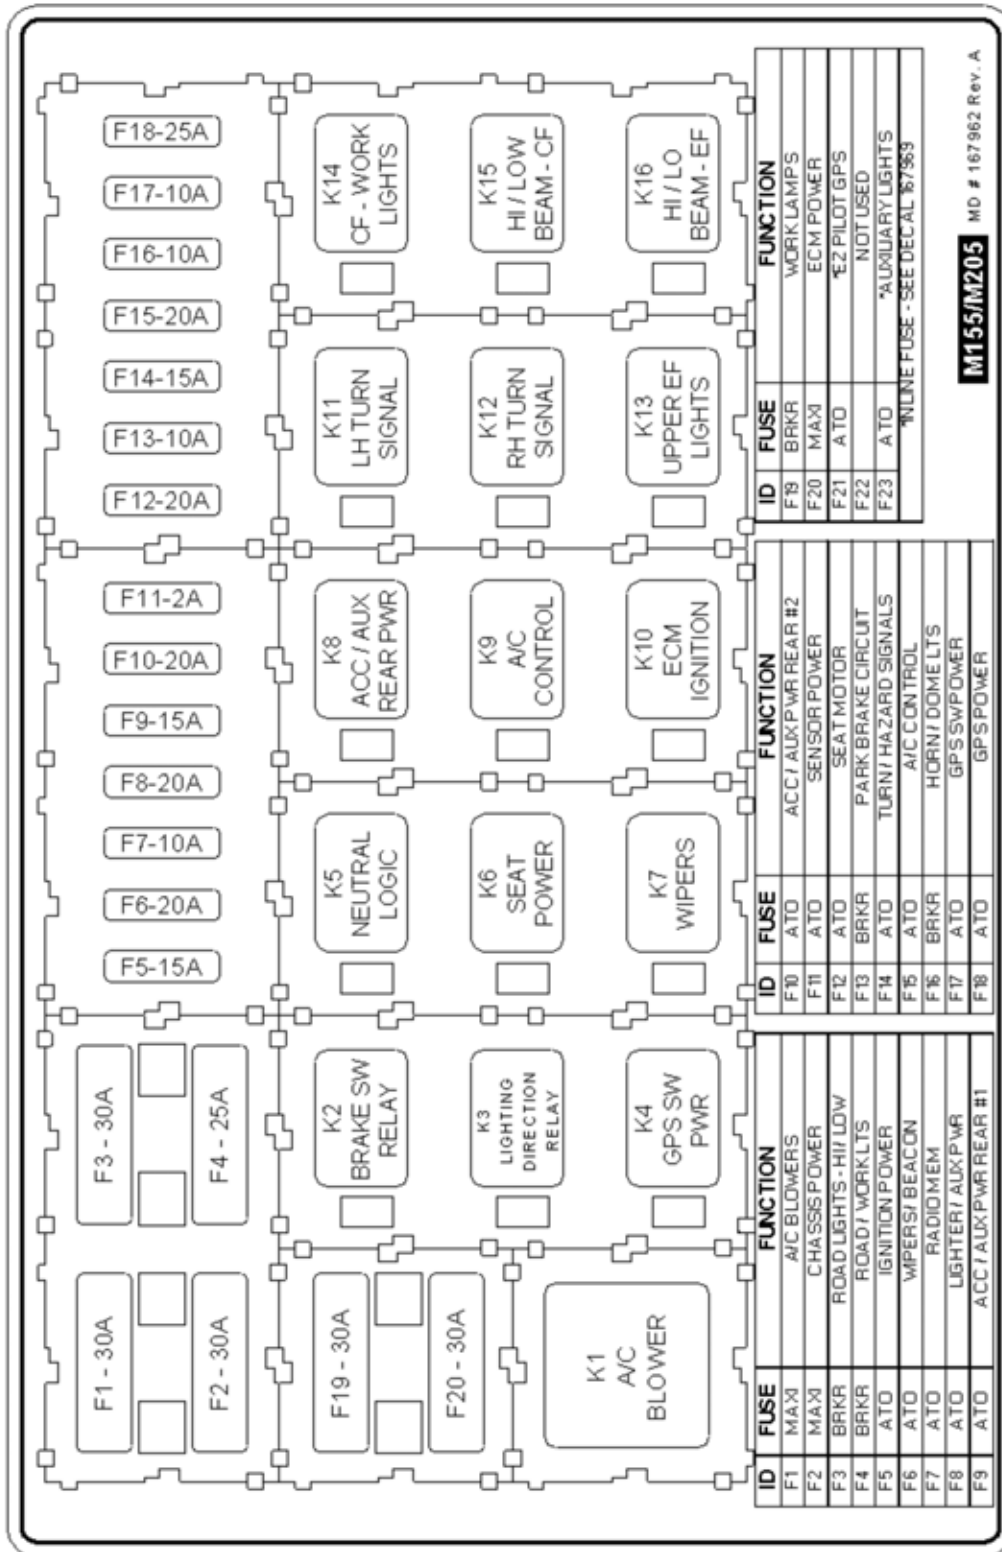 F1 - 30A
F2 - 30A
F3 - 30A
F4 - 25A
F5-15A
F6-20A
F7-10A
F8-20A
F9-15A
F10-20A
F11-2A
F12-20A
F13-10A
F14-15A
F15-20A
F16-10A
F17-10A
F18-25A
F19 - 30A
F20 - 30A
K1
A/C
BLOWER
K2
BRAKE SW
RELAY
K3
LIGHTING
DIRECTION
RELAY
K4
GPS SW
PWR
K5
NEUTRAL
LOGIC
K6
SEAT
POWER
K7
WIPERS
K8
ACC / AUX
REAR PWR
K9
A/C
CONTROL
K10
ECM
IGNITION
K11
LH TURN
SIGNAL
K12
RH TURN
SIGNAL
K13
UPPER EF
LIGHTS
K14
CF - WORK
LIGHTS
K15
HI / LOW
BEAM - CF
K16
HI / LO
BEAM - EF
ID FUSE FUNCTION
F1 MAXI A/C BLOWERS
F2 MAXI CHASSIS POWER
F3 BRKR ROAD LIGHTS - HI / LOW
F4 BRKR ROAD / WORK LTS
F5 ATO IGNITION POWER
F6 ATO WIPERS/ BEACON
F7 ATO RADIO MEM
F8 ATO LIGHTER / AUX PWR
F9 ATO ACC / AUX PWR REAR #1
ID FUSE FUNCTION
F10 ATO ACC / AUX PWR REAR #2
F11 ATO SENSOR POWER
F12 ATO SEAT MOTOR
F13 BRKR PARK BRAKE CIRCUIT
F14 ATO TURN / HAZARD SIGNALS
F15 ATO A/C CONTROL
F16 BRKR HORN / DOME LTS
F17 ATO GPS SW POWER
F18 ATO GPS POWER
ID FUSE FUNCTION
F19 BRKR WORK LAMPS
F20 MAXI ECM POWER
F21 ATO *EZ PILOT GPS
F22 NOT USED
F23 ATO *AUXILIARY LIGHTS
*INLINE FUSE - SEE DECAL 167969
M155/M205 MD # 167962 Rev. A